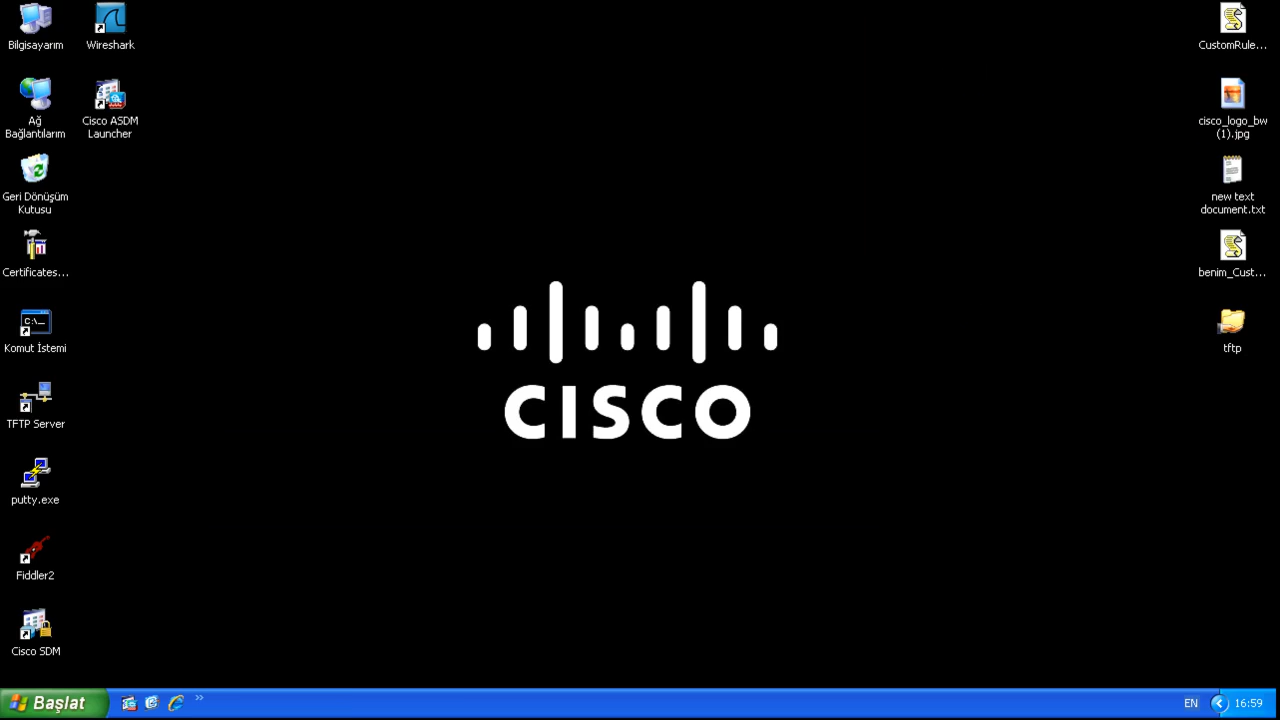 Bilgisayarım
Wireshark
CustomRule...
Ağ
Bağlantılarım
Cisco ASDM
Launcher
cisco_logo_bw
(1).jpg
Geri Dönüşüm
Kutusu
new text
document.txt
Certificates...
benim_Cust...
C:\...
Komut İstemi
tftp
CISCO
TFTP Server
putty.exe
Fiddler2
Cisco SDM
Başlat
EN
16:59